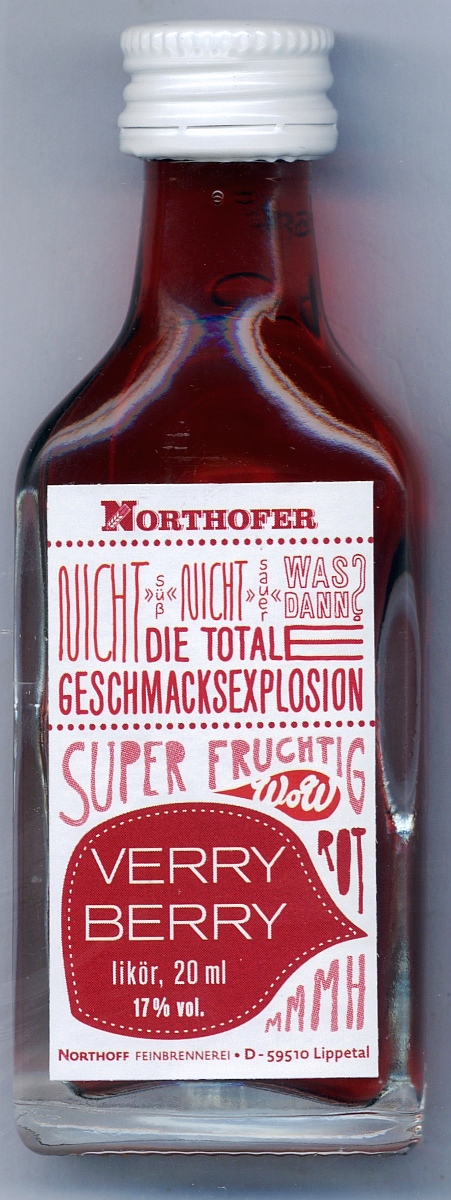 NORTHOFER
NICHT »süß« NICHT »sauer« WAS DANN?
DIE TOTALE
GESCHMACKSEXPLOSION
SUPER FRUCHTIG
WoW
ROT
VERRY
BERRY
likör, 20 ml
17% vol.
MMMH
NORTHOFF FEINBRENNEREI • D-59510 Lippetal